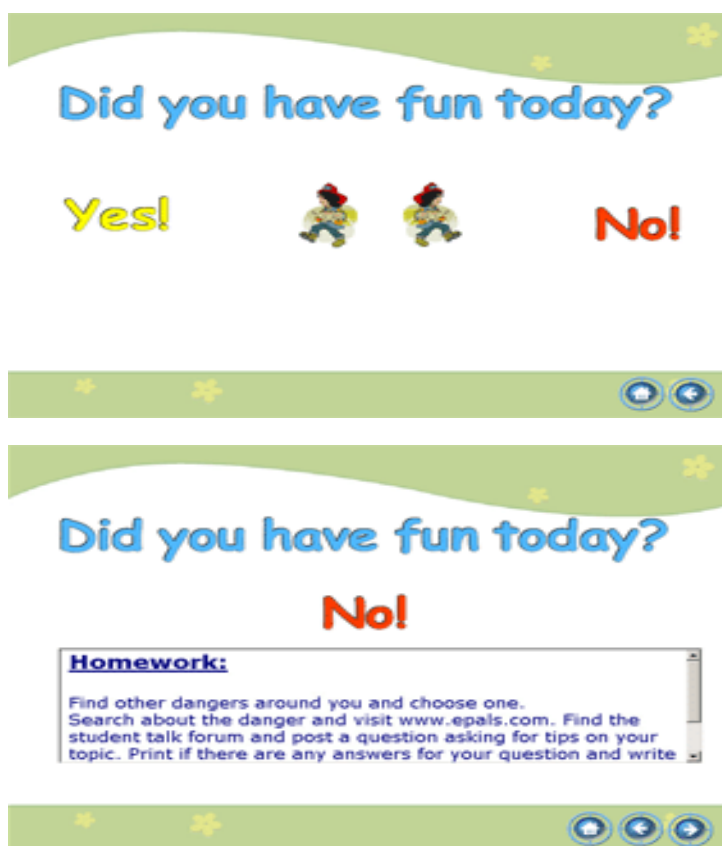 Did you have fun today?
Yes!
No!
Did you have fun today?
No!
Homework:
Find other dangers around you and choose one.
Search about the danger and visit www.epals.com. Find the
student talk forum and post a question asking for tips on your
topic. Print if there are any answers for your question and write